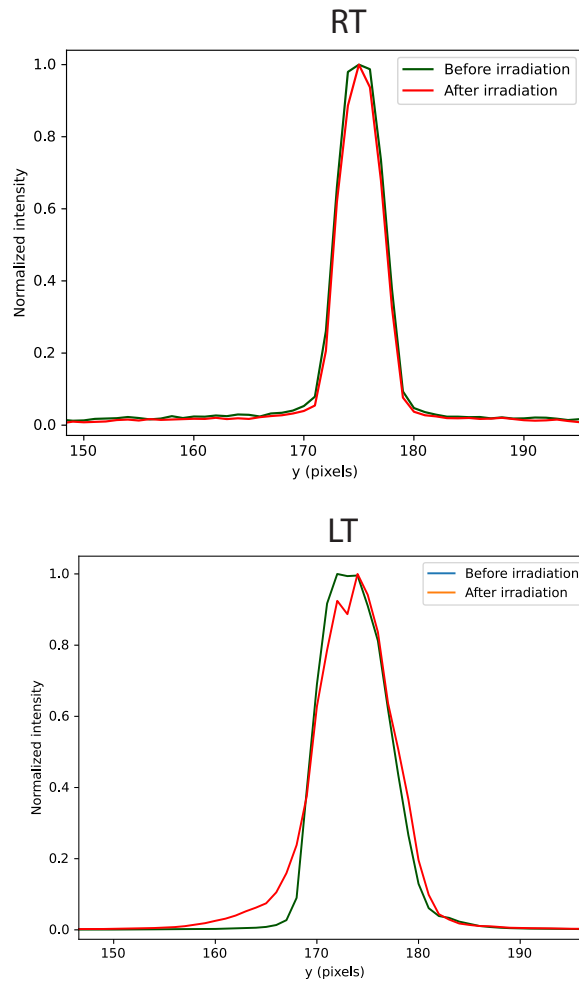 RT
1.0
0.8
0.6
0.4
0.2
0.0
Normalized intensity
Before irradiation
After irradiation
150 160 170 180 190
y (pixels)
LT
1.0
0.8
0.6
0.4
0.2
0.0
Normalized intensity
Before irradiation
After irradiation
150 160 170 180 190
y (pixels)